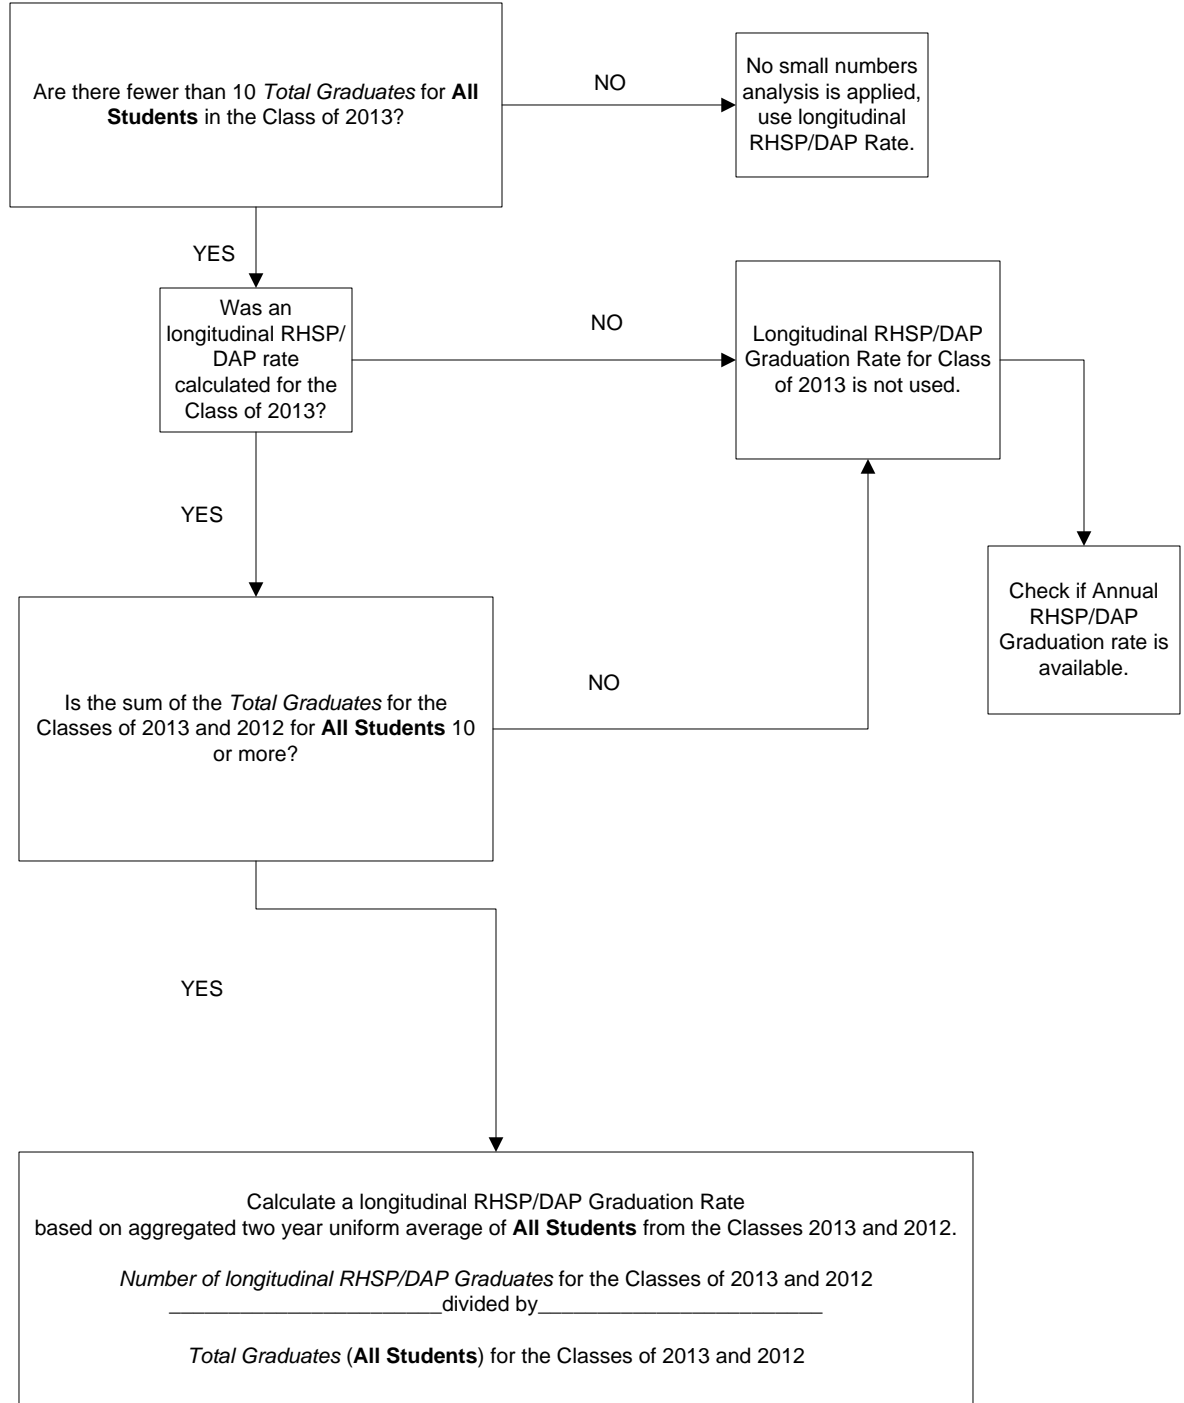 Are there fewer than 10 Total Graduates for All
Students in the Class of 2013?
NO
No small numbers
analysis is applied,
use longitudinal
RHSP/DAP Rate.
YES
Was an
longitudinal RHSP/
DAP rate
calculated for the
Class of 2013?
NO
Longitudinal RHSP/DAP
Graduation Rate for Class
of 2013 is not used.
YES
Check if Annual
RHSP/DAP
Graduation rate is
available.
Is the sum of the Total Graduates for the
Classes of 2013 and 2012 for All Students 10
or more?
NO
YES
Calculate a longitudinal RHSP/DAP Graduation Rate
based on aggregated two year uniform average of All Students from the Classes 2013 and 2012.
Number of longitudinal RHSP/DAP Graduates for the Classes of 2013 and 2012
_______________________divided by________________________
Total Graduates (All Students) for the Classes of 2013 and 2012